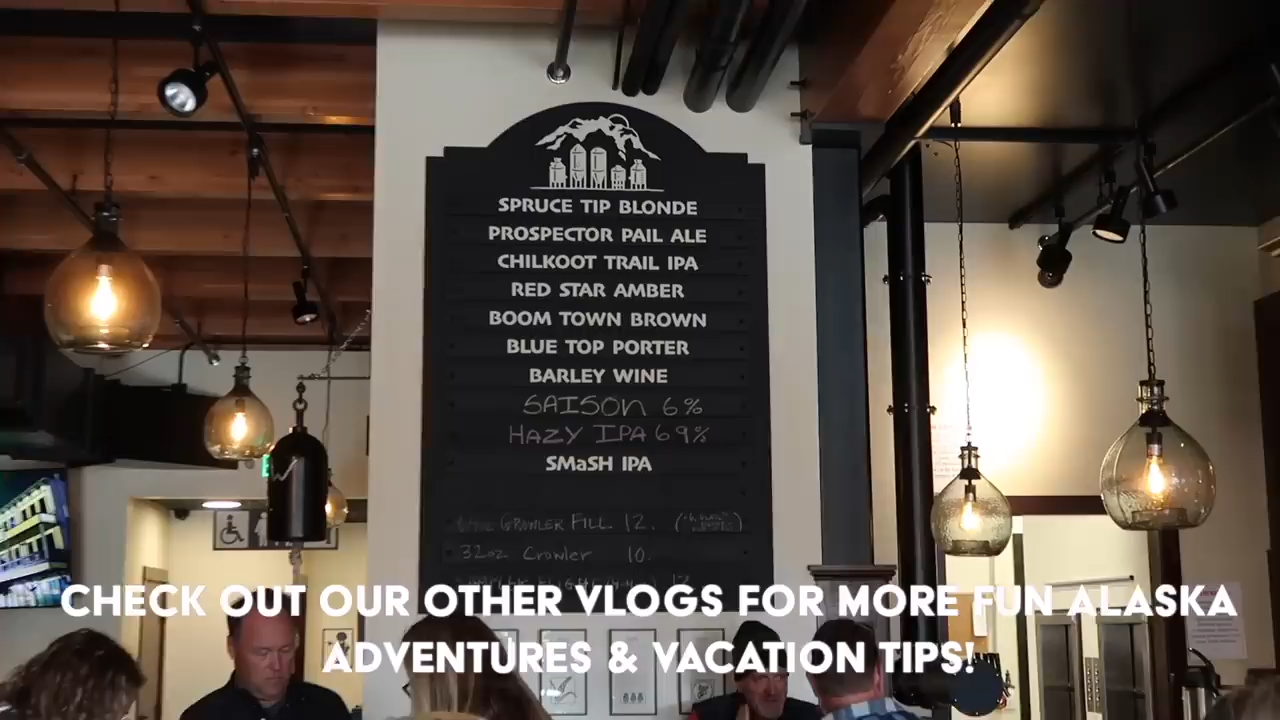 SPRUCE TIP BLONDE
PROSPECTOR PAIL ALE
CHILKOOT TRAIL IPA
RED STAR AMBER
BOOM TOWN BROWN
BLUE TOP PORTER
BARLEY WINE
SAISON 6%
HAZY IPA 69%
SMaSH IPA
GROWLER FILL 12.
32oz Crowler 10.
CHECK OUT OUR OTHER VLOGS FOR MORE FUN ALASKA
ADVENTURES & VACATION TIPS!